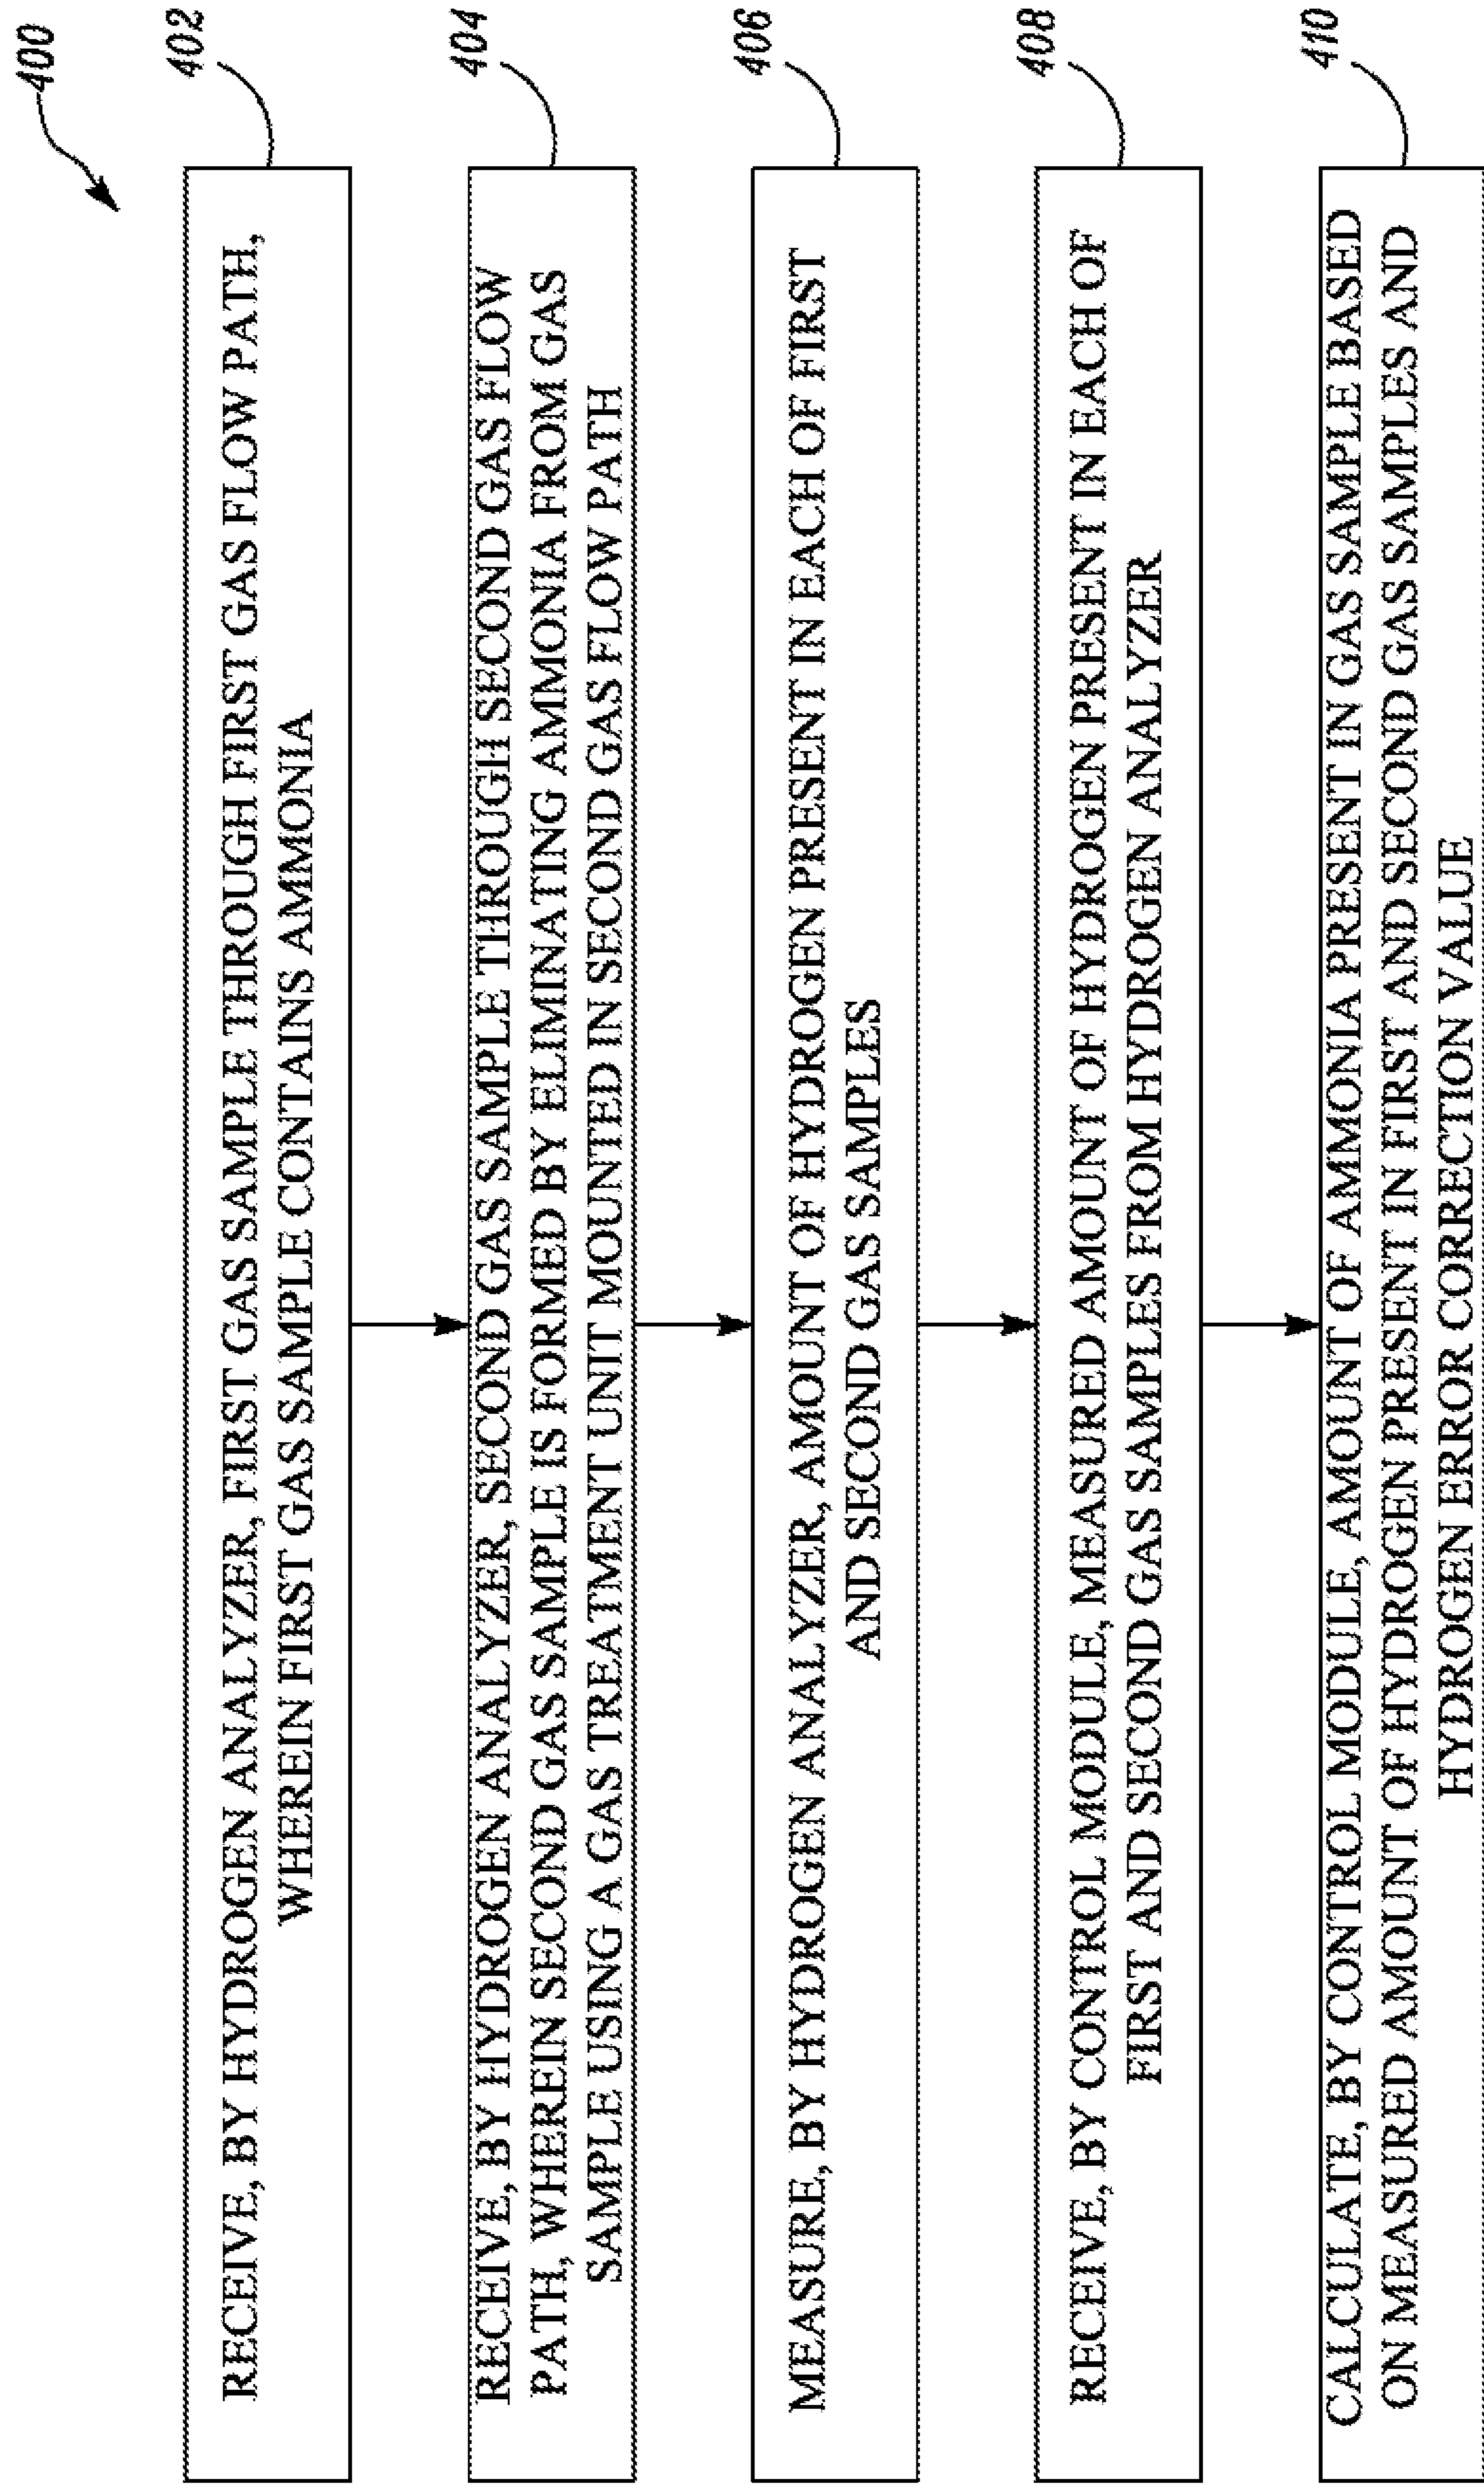 400
402
RECEIVE, BY HYDROGEN ANALYZER, FIRST GAS SAMPLE THROUGH FIRST GAS FLOW PATH,
WHEREIN FIRST GAS SAMPLE CONTAINS AMMONIA
404
RECEIVE, BY HYDROGEN ANALYZER, SECOND GAS SAMPLE THROUGH SECOND GAS FLOW
PATH, WHEREIN SECOND GAS SAMPLE IS FORMED BY ELIMINATING AMMONIA FROM GAS
SAMPLE USING A GAS TREATMENT UNIT MOUNTED IN SECOND GAS FLOW PATH
406
MEASURE, BY HYDROGEN ANALYZER, AMOUNT OF HYDROGEN PRESENT IN EACH OF FIRST
AND SECOND GAS SAMPLES
408
RECEIVE, BY CONTROL MODULE, MEASURED AMOUNT OF HYDROGEN PRESENT IN EACH OF
FIRST AND SECOND GAS SAMPLES FROM HYDROGEN ANALYZER
410
CALCULATE, BY CONTROL MODULE, AMOUNT OF AMMONIA PRESENT IN GAS SAMPLE BASED
ON MEASURED AMOUNT OF HYDROGEN PRESENT IN FIRST AND SECOND GAS SAMPLES AND
HYDROGEN ERROR CORRECTION VALUE